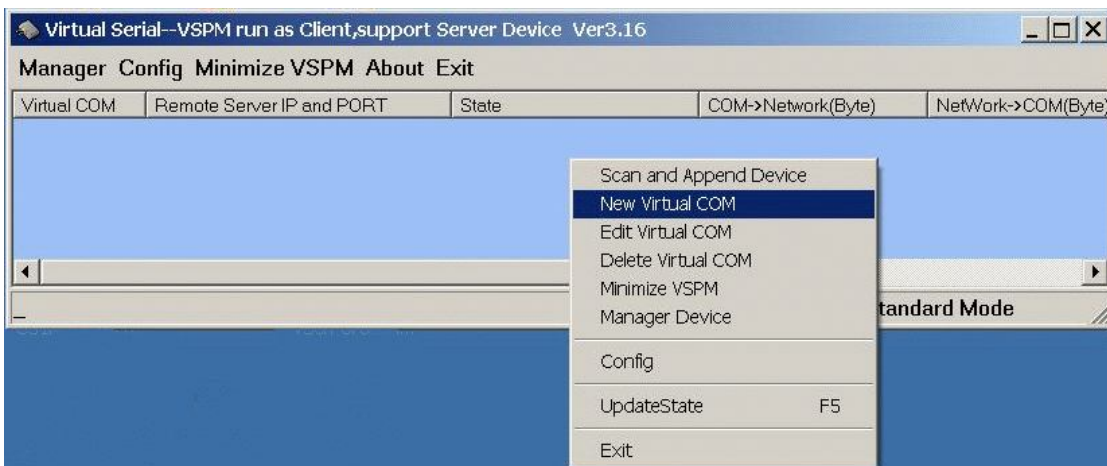 Virtual Serial--VSPM run as Client,support Server Device Ver3.16
Manager Config Minimize VSPM About Exit
Virtual COM Remote Server IP and PORT State COM->Network(Byte) NetWork->COM(Byte)
Scan and Append Device
New Virtual COM
Edit Virtual COM
Delete Virtual COM
Minimize VSPM
Manager Device
tandard Mode
Config
UpdateState F5
Exit